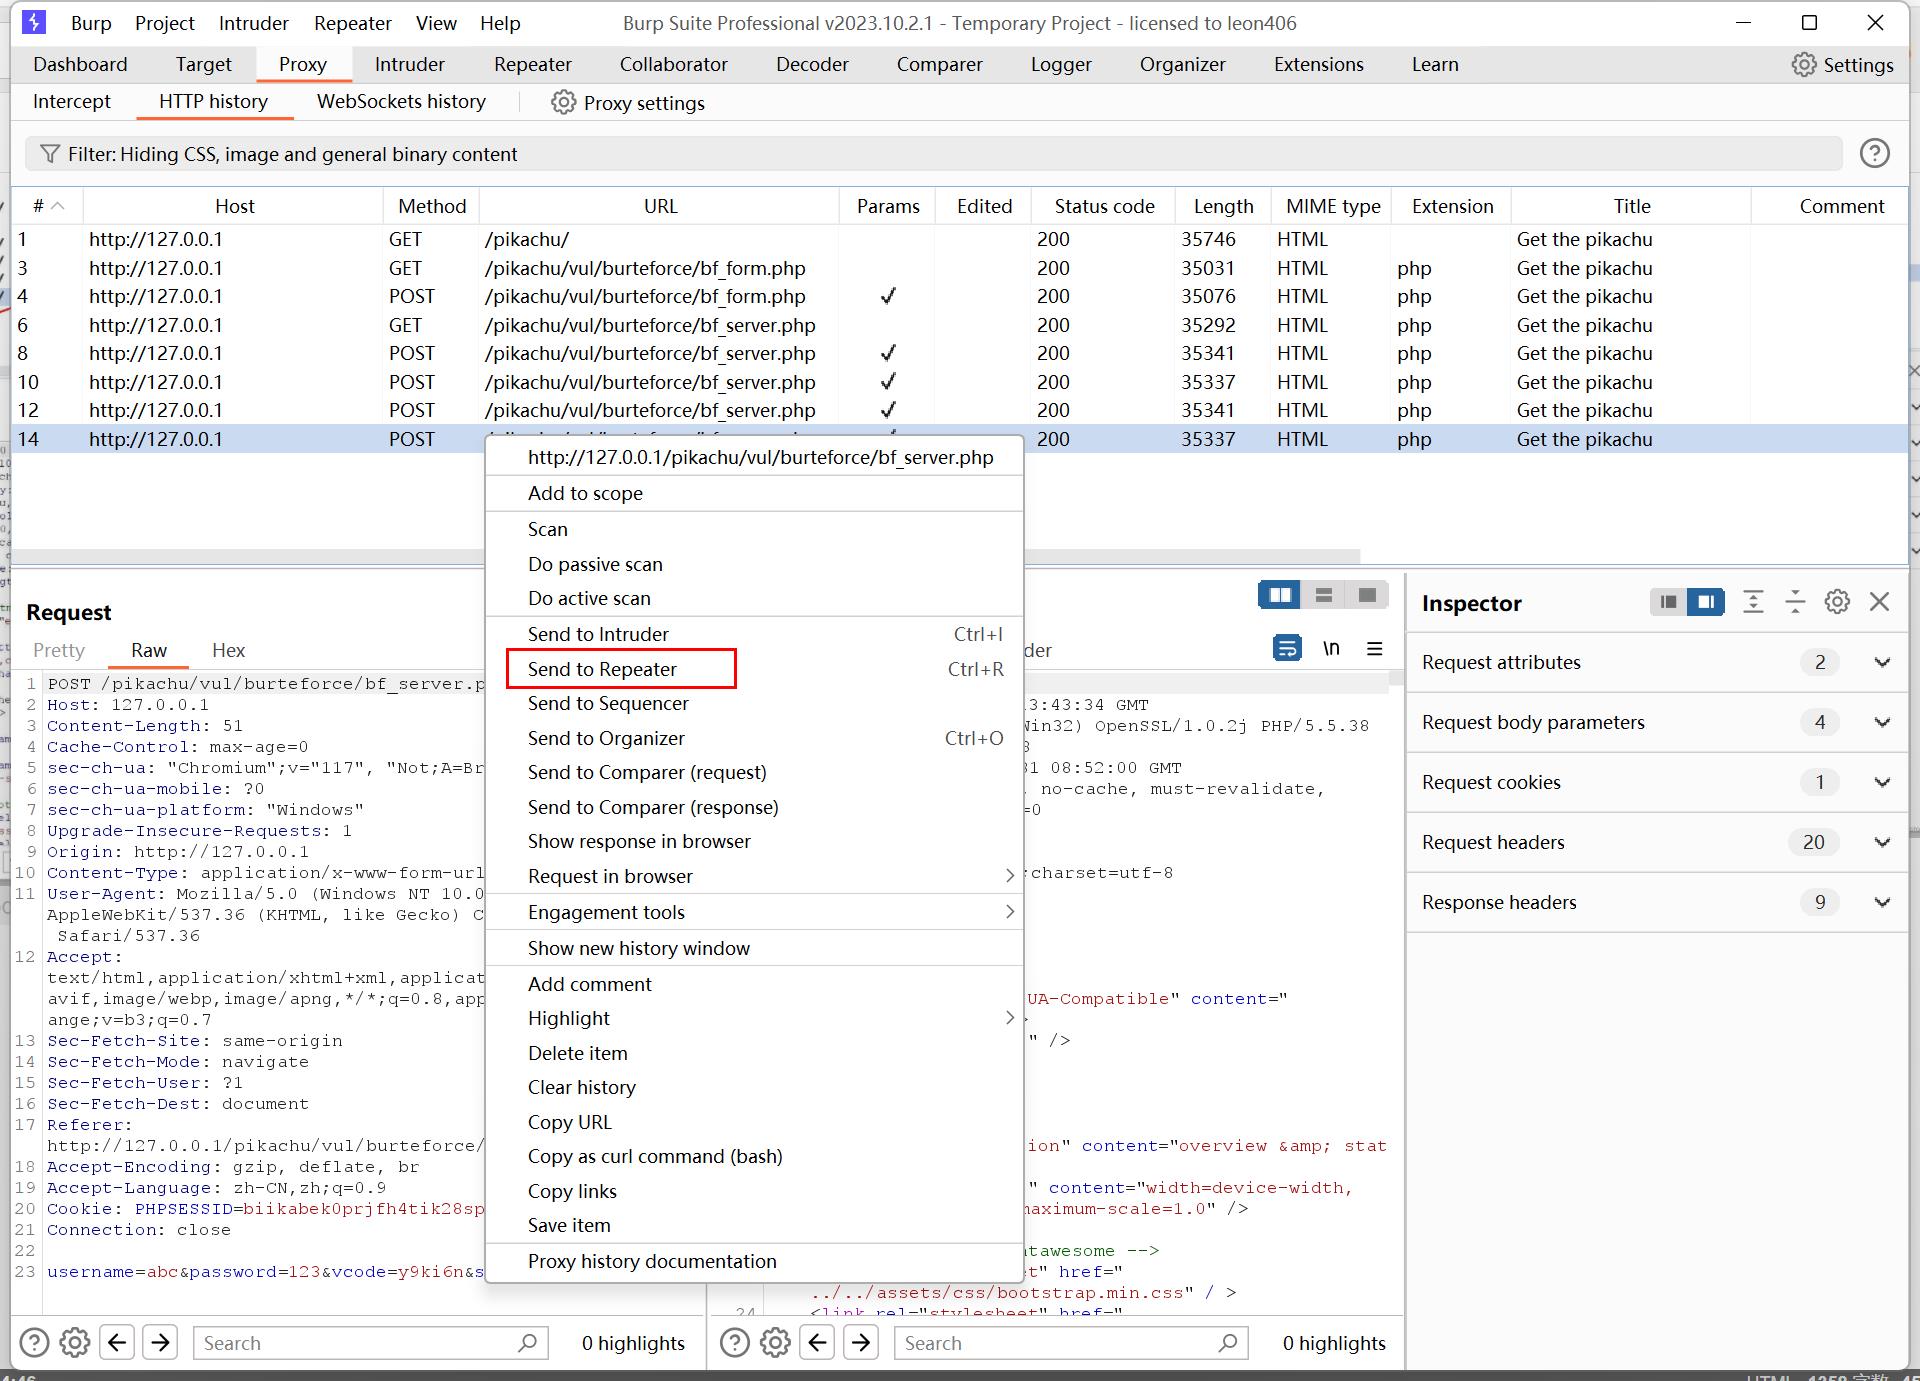 Burp Project Intruder Repeater View Help Burp Suite Professional v2023.10.2.1 - Temporary Project - licensed to leon406
Dashboard Target Proxy Intruder Repeater Collaborator Decoder Comparer Logger Organizer Extensions Learn Settings
Intercept HTTP history WebSockets history Proxy settings
Filter: Hiding CSS, image and general binary content
# Host Method URL Params Edited Status code Length MIME type Extension Title Comment
1 http://127.0.0.1 GET /pikachu/ 200 35746 HTML Get the pikachu
3 http://127.0.0.1 GET /pikachu/vul/burteforce/bf_form.php 200 35031 HTML php Get the pikachu
4 http://127.0.0.1 POST /pikachu/vul/burteforce/bf_form.php ✓ 200 35076 HTML php Get the pikachu
6 http://127.0.0.1 GET /pikachu/vul/burteforce/bf_server.php 200 35292 HTML php Get the pikachu
8 http://127.0.0.1 POST /pikachu/vul/burteforce/bf_server.php ✓ 200 35341 HTML php Get the pikachu
10 http://127.0.0.1 POST /pikachu/vul/burteforce/bf_server.php ✓ 200 35337 HTML php Get the pikachu
12 http://127.0.0.1 POST /pikachu/vul/burteforce/bf_server.php ✓ 200 35341 HTML php Get the pikachu
14 http://127.0.0.1 POST 200 35337 HTML php Get the pikachu
http://127.0.0.1/pikachu/vul/burteforce/bf_server.php
Add to scope
Scan
Do passive scan
Do active scan
Send to Intruder Ctrl+I
Send to Repeater Ctrl+R
Send to Sequencer
Send to Organizer Ctrl+O
Send to Comparer (request)
Send to Comparer (response)
Show response in browser
Request in browser
Engagement tools
Show new history window
Add comment
Highlight
Delete item
Clear history
Copy URL
Copy as curl command (bash)
Copy links
Save item
Proxy history documentation
Request
Pretty Raw Hex
1 POST /pikachu/vul/burteforce/bf_server.p
2 Host: 127.0.0.1
3 Content-Length: 51
4 Cache-Control: max-age=0
5 sec-ch-ua: "Chromium";v="117", "Not;A=Br
6 sec-ch-ua-mobile: ?0
7 sec-ch-ua-platform: "Windows"
8 Upgrade-Insecure-Requests: 1
9 Origin: http://127.0.0.1
10 Content-Type: application/x-www-form-url
11 User-Agent: Mozilla/5.0 (Windows NT 10.0
AppleWebKit/537.36 (KHTML, like Gecko) C
Safari/537.36
12 Accept:
text/html,application/xhtml+xml,applicat
avif,image/webp,image/apng,*/*;q=0.8,app
ange;v=b3;q=0.7
13 Sec-Fetch-Site: same-origin
14 Sec-Fetch-Mode: navigate
15 Sec-Fetch-User: ?1
16 Sec-Fetch-Dest: document
17 Referer:
http://127.0.0.1/pikachu/vul/burteforce/
18 Accept-Encoding: gzip, deflate, br
19 Accept-Language: zh-CN,zh;q=0.9
20 Cookie: PHPSESSID=biikabek0prjfh4tik28sp
21 Connection: close
22
23 username=abc&password=123&vcode=y9ki6n&s
Search 0 highlights
der \n
3:43:34 GMT
Win32) OpenSSL/1.0.2j PHP/5.5.38
8
81 08:52:00 GMT
, no-cache, must-revalidate,
=0
;charset=utf-8
UA-Compatible" content="
>
" />
ion" content="overview &amp; stat
" content="width=device-width,
maximum-scale=1.0" />
tawesome -->
et" href="
../../assets/css/bootstrap.min.css" / >
24 <link rel="stylesheet" href="
Search 0 highlights
Inspector
Request attributes 2
Request body parameters 4
Request cookies 1
Request headers 20
Response headers 9